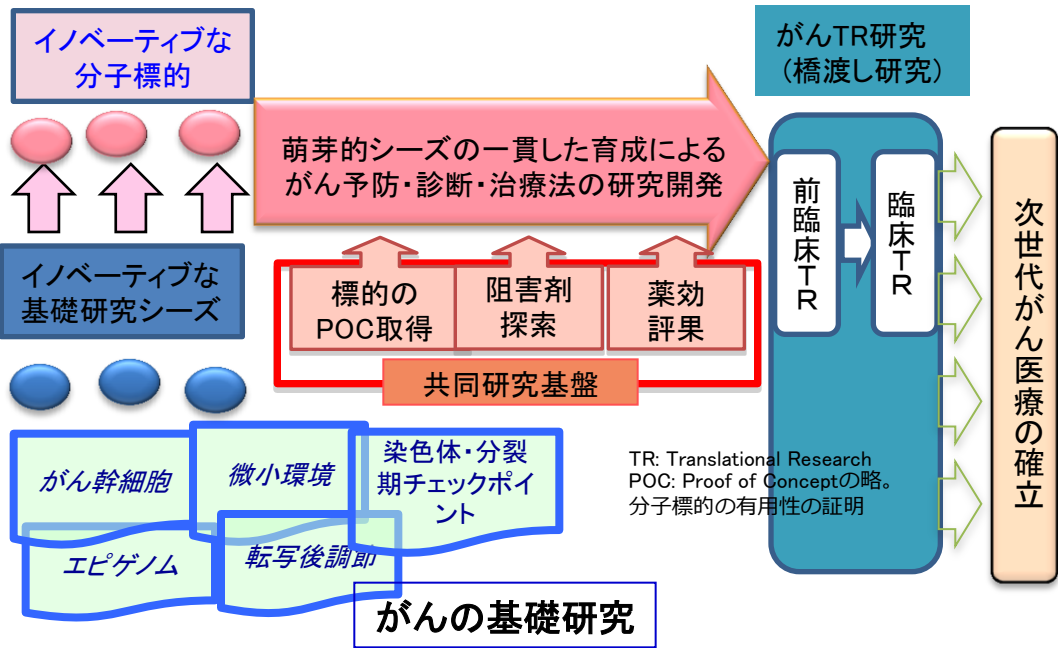 イノベーティブな
分子標的
がんTR研究
（橋渡し研究）
萌芽的シーズの一貫した育成による
がん予防・診断・治療法の研究開発
前臨床TR
臨床TR
次世代がん医療の確立
イノベーティブな
基礎研究シーズ
標的の
POC取得
阻害剤
探索
薬効
評果
共同研究基盤
がん幹細胞
微小環境
染色体・分裂
期チェックポイ
ント
エピゲノム
転写後調節
TR: Translational Research
POC: Proof of Conceptの略。
分子標的の有用性の証明
がんの基礎研究